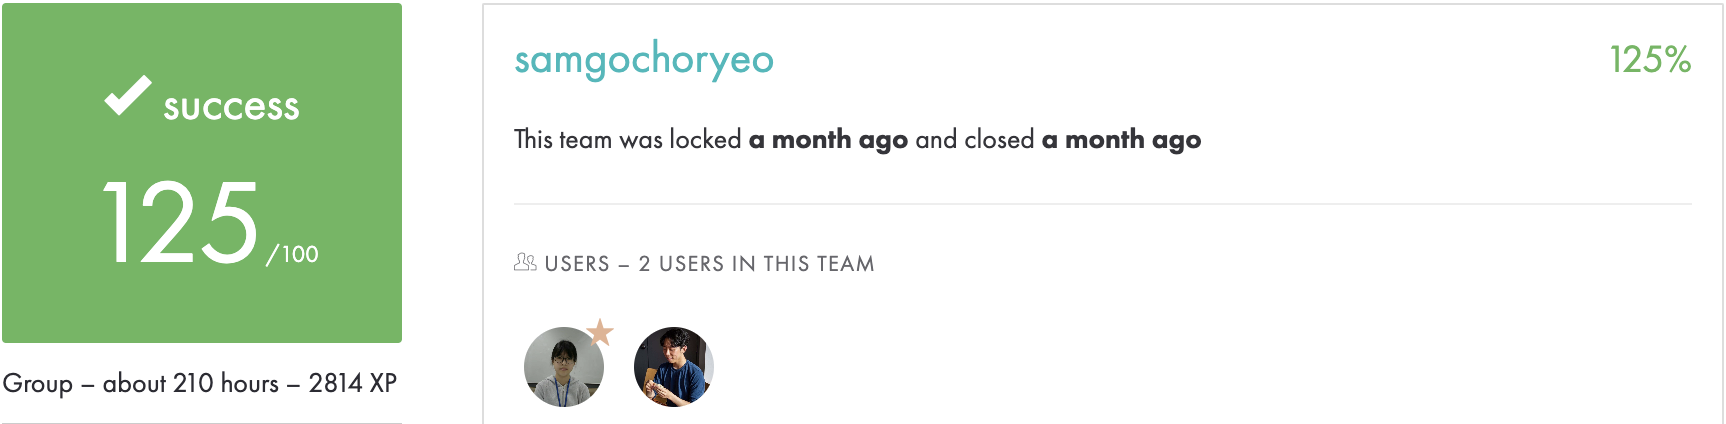 success
125 /100
Group – about 210 hours – 2814 XP
samgochoryeo
125%
This team was locked a month ago and closed a month ago
USERS – 2 USERS IN THIS TEAM